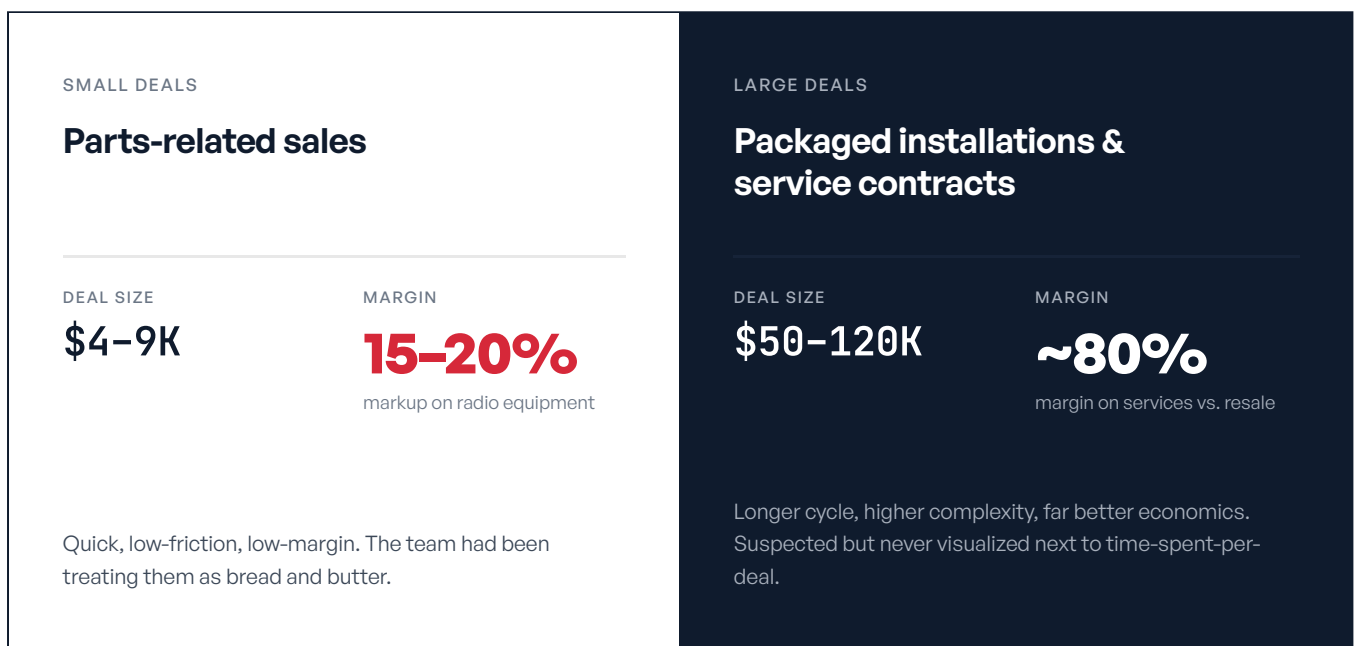 SMALL DEALS
Parts-related sales
DEAL SIZE
$4–9K
MARGIN
15–20%
markup on radio equipment
Quick, low-friction, low-margin. The team had been
treating them as bread and butter.
LARGE DEALS
Packaged installations &
service contracts
DEAL SIZE
$50–120K
MARGIN
~80%
margin on services vs. resale
Longer cycle, higher complexity, far better economics.
Suspected but never visualized next to time-spent-per-
deal.